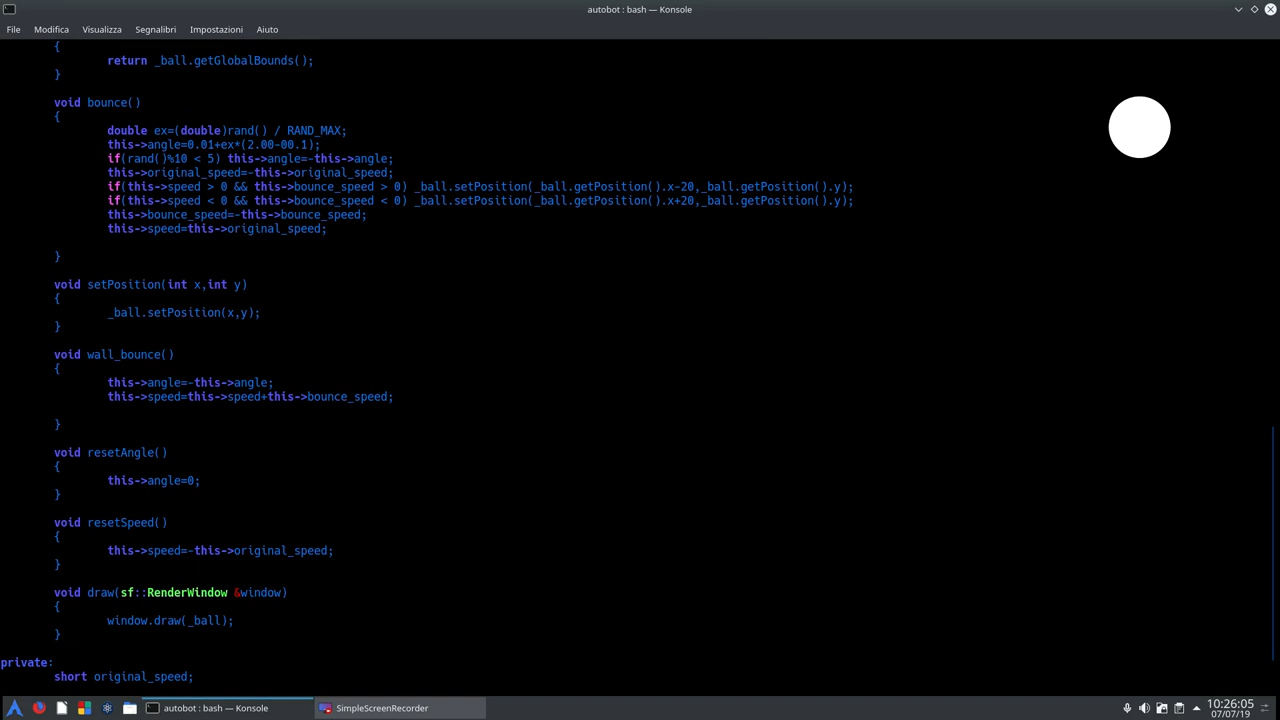 autobot : bash — Konsole
File Modifica Visualizza Segnalibri Impostazioni Aiuto
{
return _ball.getGlobalBounds();
}
void bounce()
{
double ex=(double)rand() / RAND_MAX;
this->angle=0.01+ex*(2.00-00.1);
if(rand()%10 < 5) this->angle=-this->angle;
this->original_speed=-this->original_speed;
if(this->speed > 0 && this->bounce_speed > 0) _ball.setPosition(_ball.getPosition().x-20,_ball.getPosition().y);
if(this->speed < 0 && this->bounce_speed < 0) _ball.setPosition(_ball.getPosition().x+20,_ball.getPosition().y);
this->bounce_speed=-this->bounce_speed;
this->speed=this->original_speed;
}
void setPosition(int x,int y)
{
_ball.setPosition(x,y);
}
void wall_bounce()
{
this->angle=-this->angle;
this->speed=this->speed+this->bounce_speed;
}
void resetAngle()
{
this->angle=0;
}
void resetSpeed()
{
this->speed=-this->original_speed;
}
void draw(sf::RenderWindow &window)
{
window.draw(_ball);
}
private:
short original_speed;
autobot : bash — Konsole
SimpleScreenRecorder
10:26:05
07/07/19